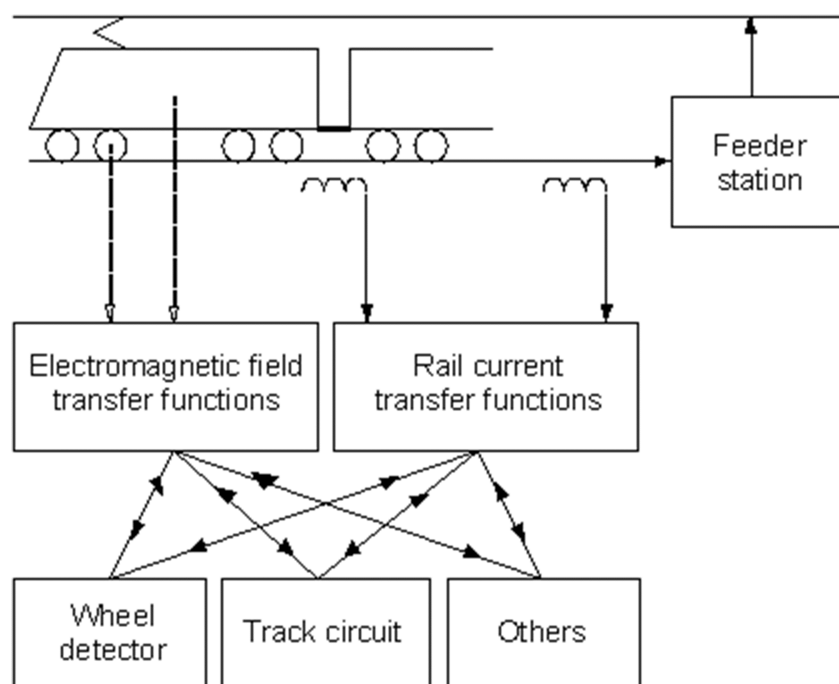 Feeder
station
Electromagnetic field
transfer functions
Rail current
transfer functions
Wheel
detector
Track circuit
Others